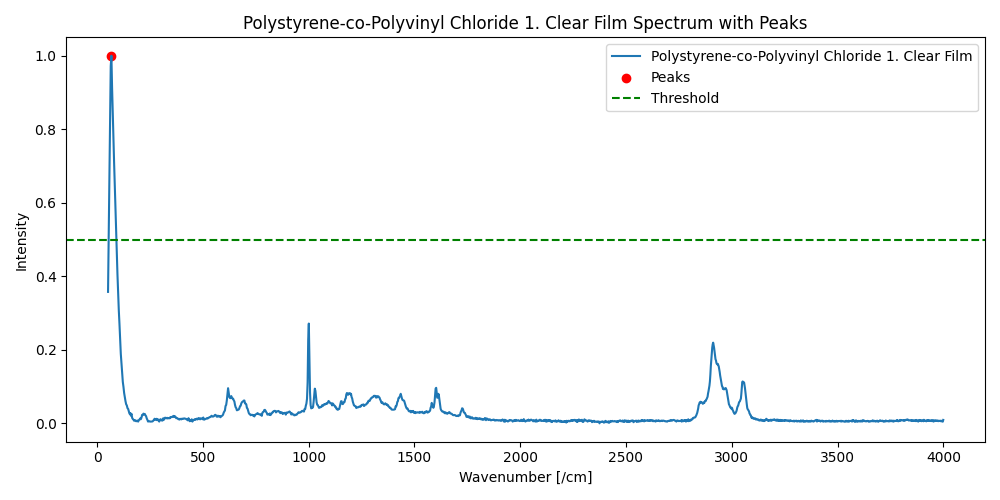 Polystyrene-co-Polyvinyl Chloride 1. Clear Film Spectrum with Peaks
Polystyrene-co-Polyvinyl Chloride 1. Clear Film
Peaks
Threshold
Intensity
1.0
0.8
0.6
0.4
0.2
0.0
0 500 1000 1500 2000 2500 3000 3500 4000
Wavenumber [/cm]